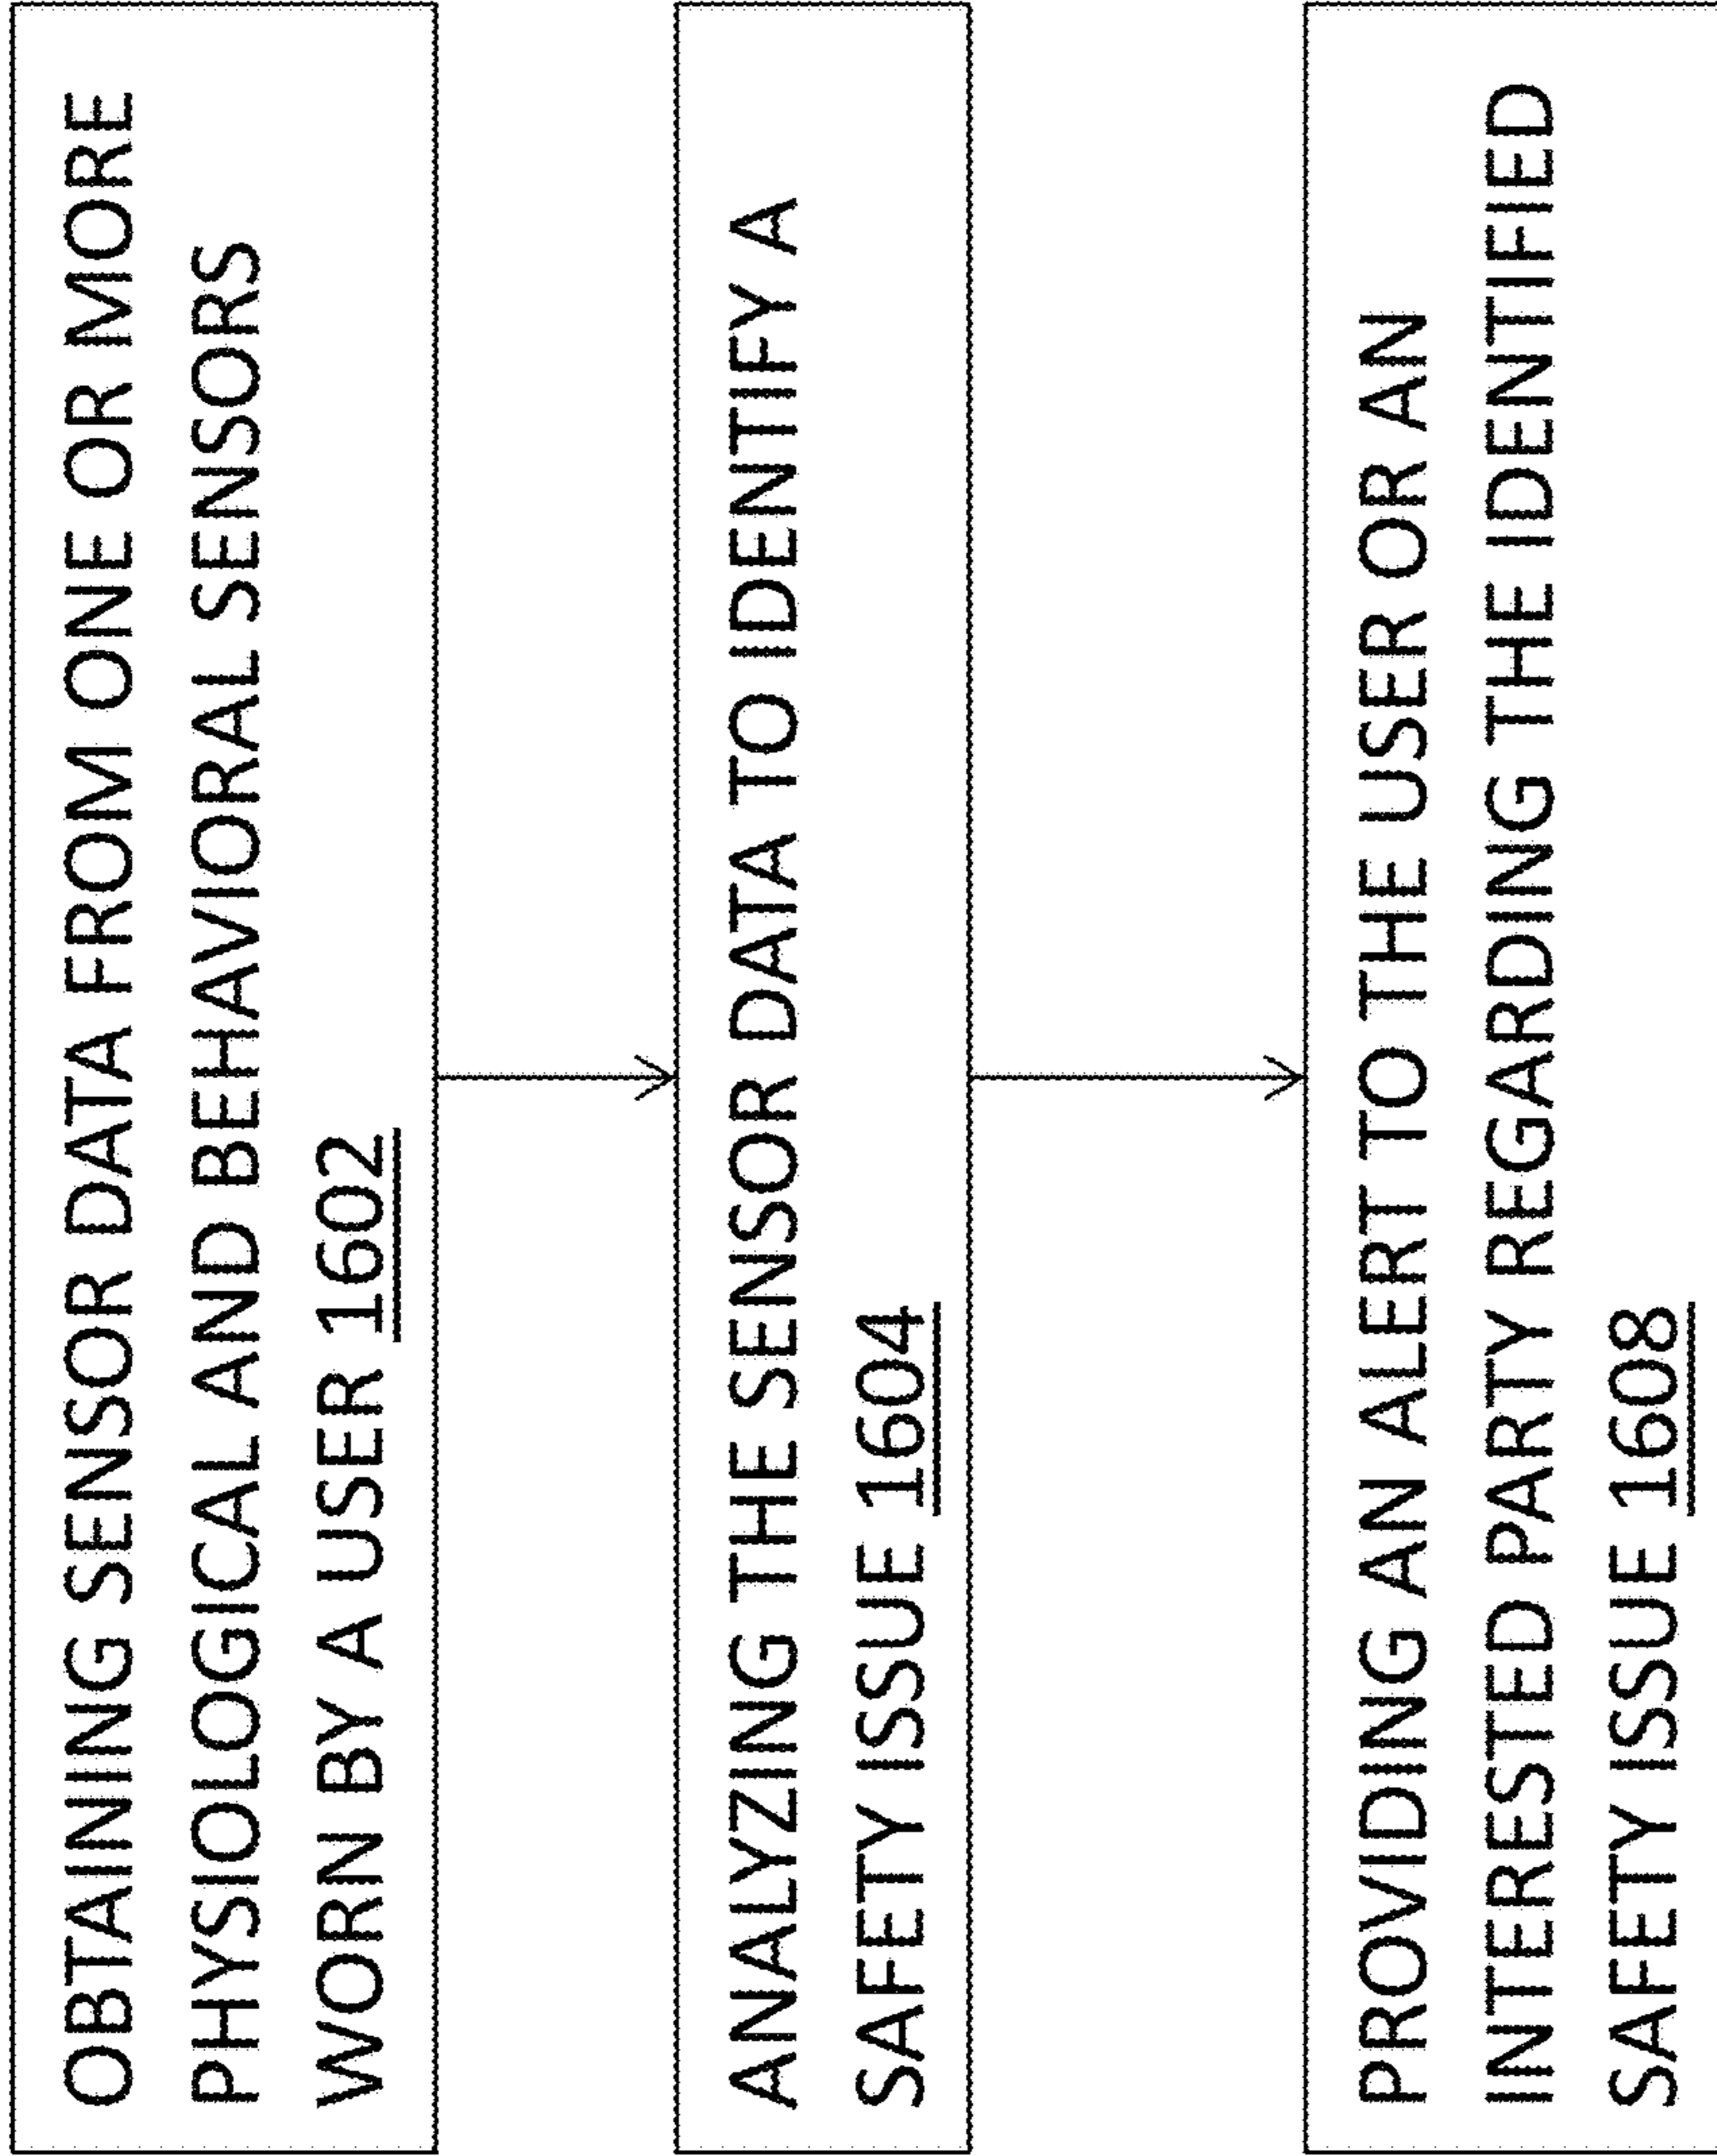 OBTAINING SENSOR DATA FROM ONE OR MORE
PHYSIOLOGICAL AND BEHAVIORAL SENSORS
WORN BY A USER 1602
ANALYZING THE SENSOR DATA TO IDENTIFY A
SAFETY ISSUE 1604
PROVIDING AN ALERT TO THE USER OR AN
INTERESTED PARTY REGARDING THE IDENTIFIED
SAFETY ISSUE 1608